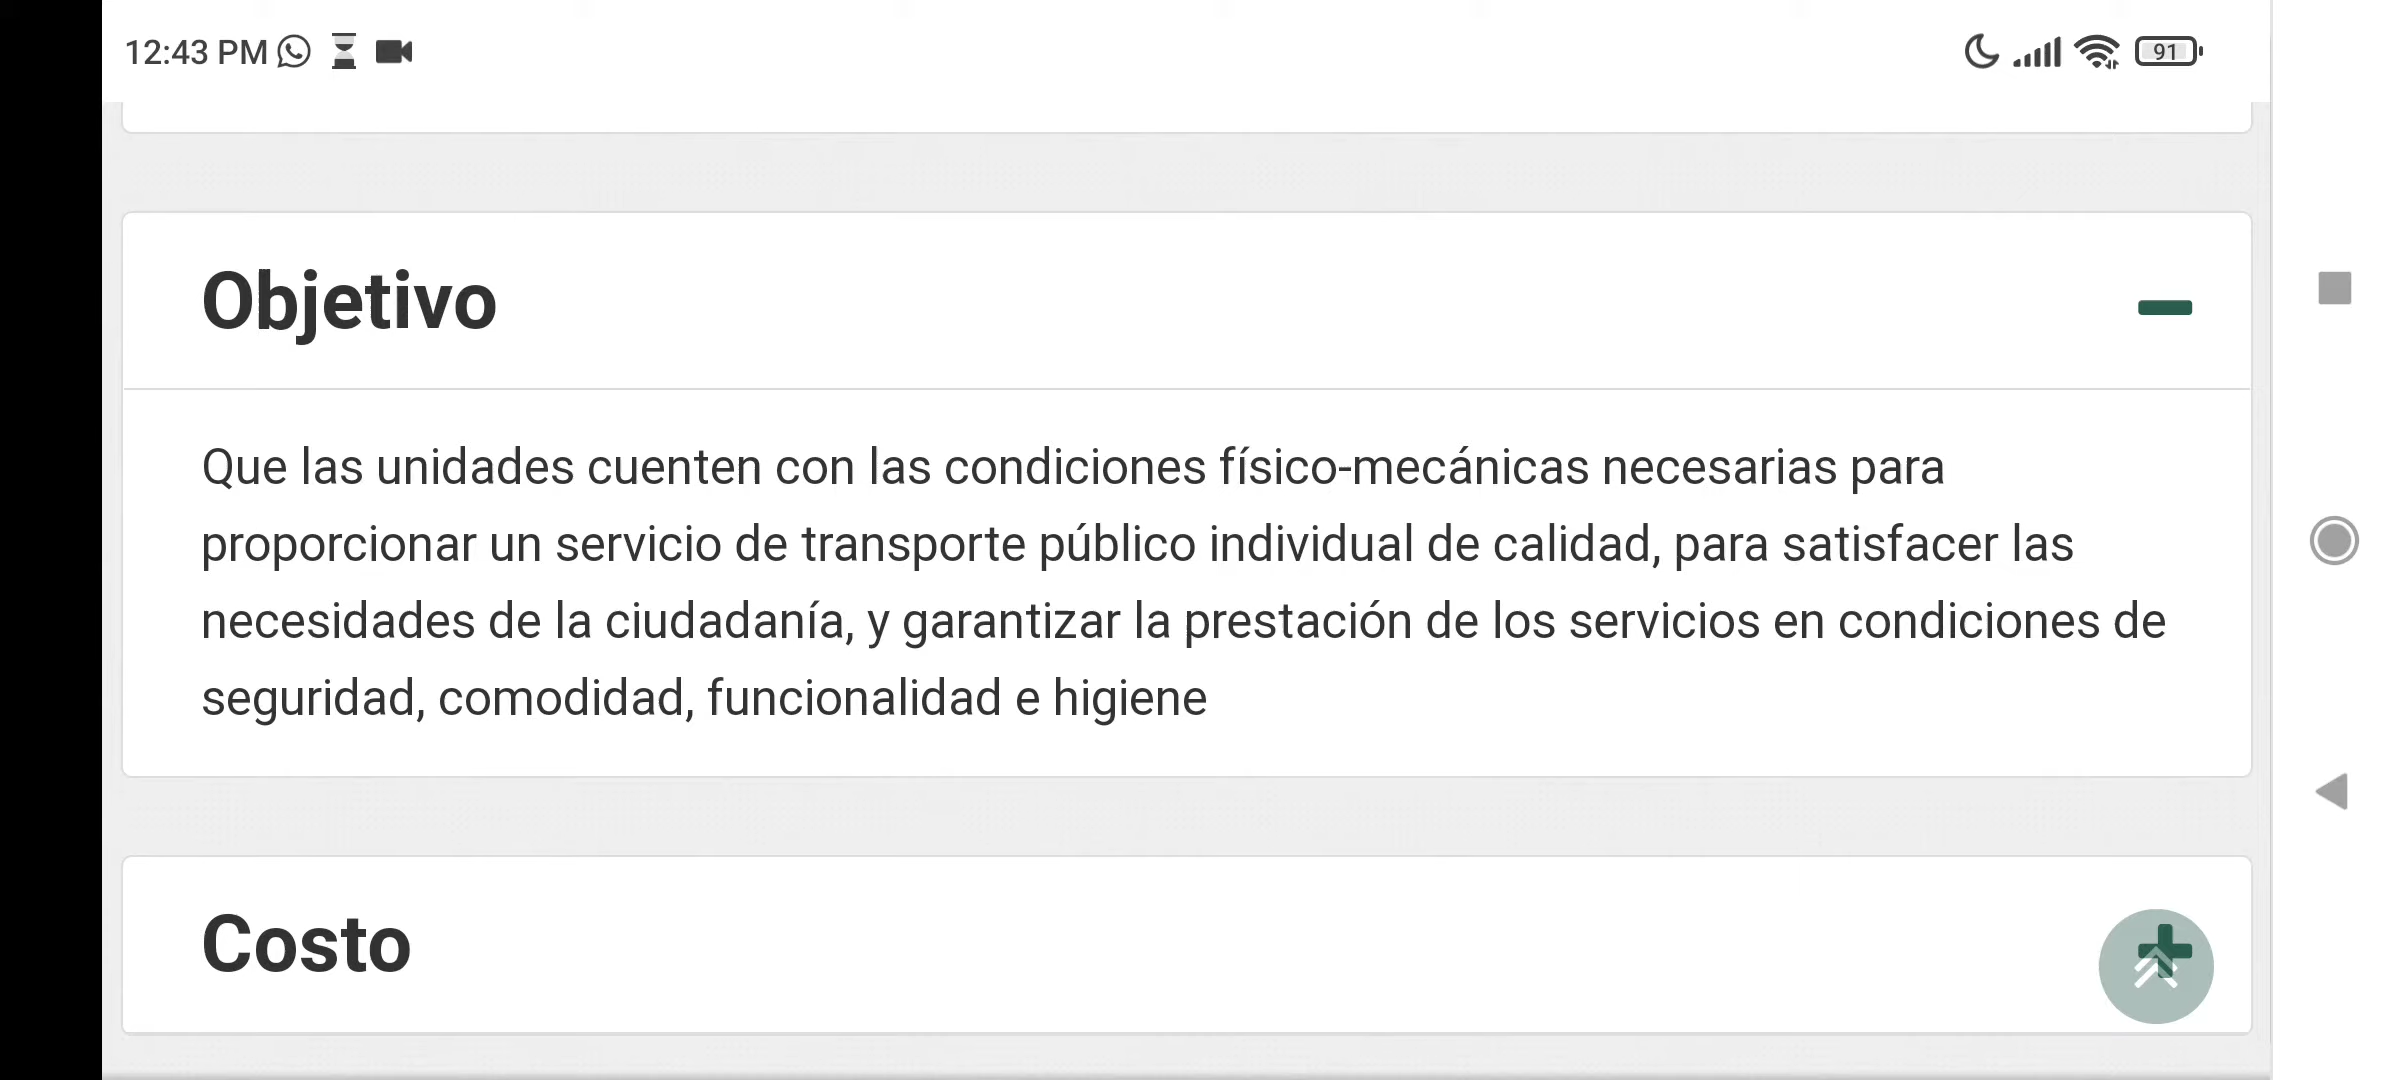 12:43 PM
91
Objetivo
Que las unidades cuenten con las condiciones físico-mecánicas necesarias para
proporcionar un servicio de transporte público individual de calidad, para satisfacer las
necesidades de la ciudadanía, y garantizar la prestación de los servicios en condiciones de
seguridad, comodidad, funcionalidad e higiene
Costo